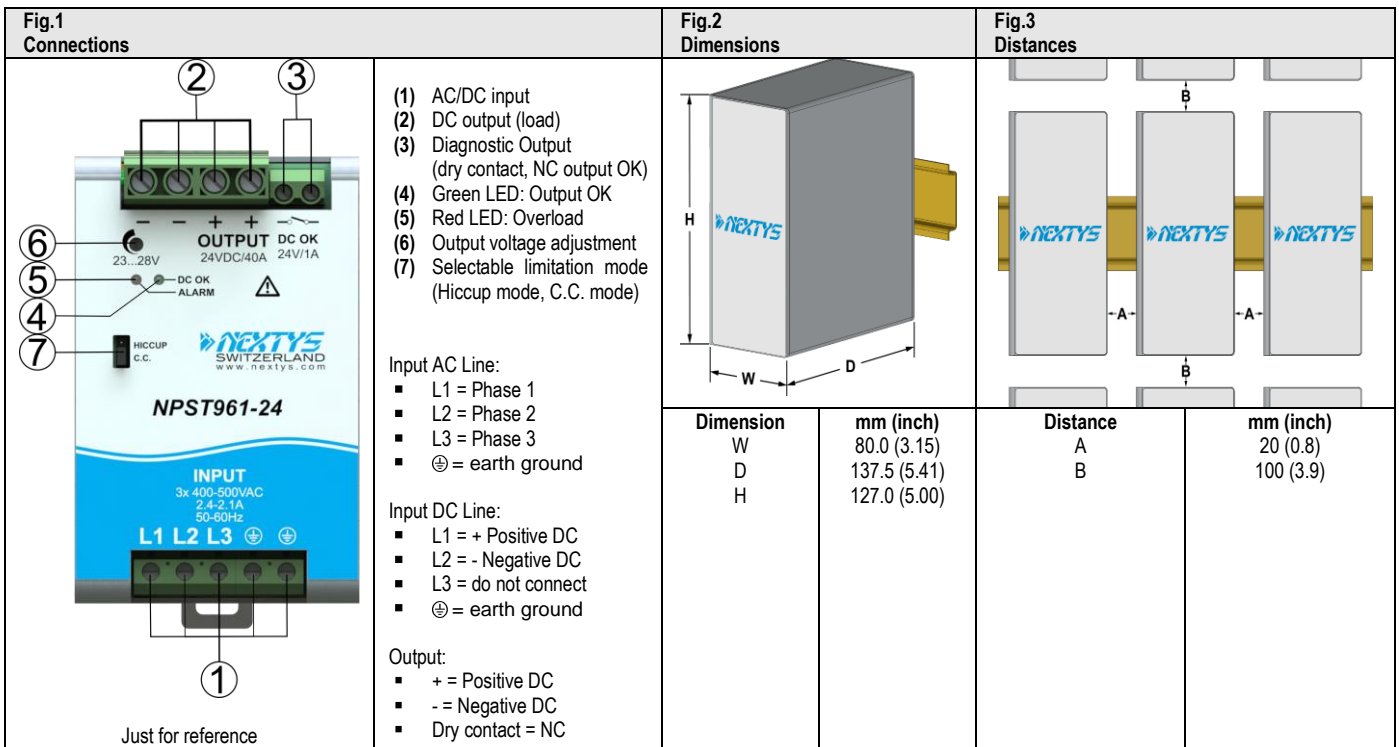 Fig.1
Connections
Fig.2
Dimensions
Fig.3
Distances
2
3
− − + +
OUTPUT
24VDC/40A
DC OK
24V/1A
6
23...28V
5
DC OK
ALARM
4
7
HICCUP
C.C.
NEXTYS
SWITZERLAND
www.nextys.com
NPST961-24
INPUT
3x 400-500VAC
2.4-2.1A
50-60Hz
L1 L2 L3
1
Just for reference
(1) AC/DC input
(2) DC output (load)
(3) Diagnostic Output
(dry contact, NC output OK)
(4) Green LED: Output OK
(5) Red LED: Overload
(6) Output voltage adjustment
(7) Selectable limitation mode
(Hiccup mode, C.C. mode)
Input AC Line:
▪ L1 = Phase 1
▪ L2 = Phase 2
▪ L3 = Phase 3
▪ ⏚ = earth ground
Input DC Line:
▪ L1 = + Positive DC
▪ L2 = - Negative DC
▪ L3 = do not connect
▪ ⏚ = earth ground
Output:
▪ + = Positive DC
▪ - = Negative DC
▪ Dry contact = NC
H
NEXTYS
W
D
Dimension mm (inch)
W 80.0 (3.15)
D 137.5 (5.41)
H 127.0 (5.00)
B
NEXTYS NEXTYS NEXTYS
A A
B
Distance mm (inch)
A 20 (0.8)
B 100 (3.9)